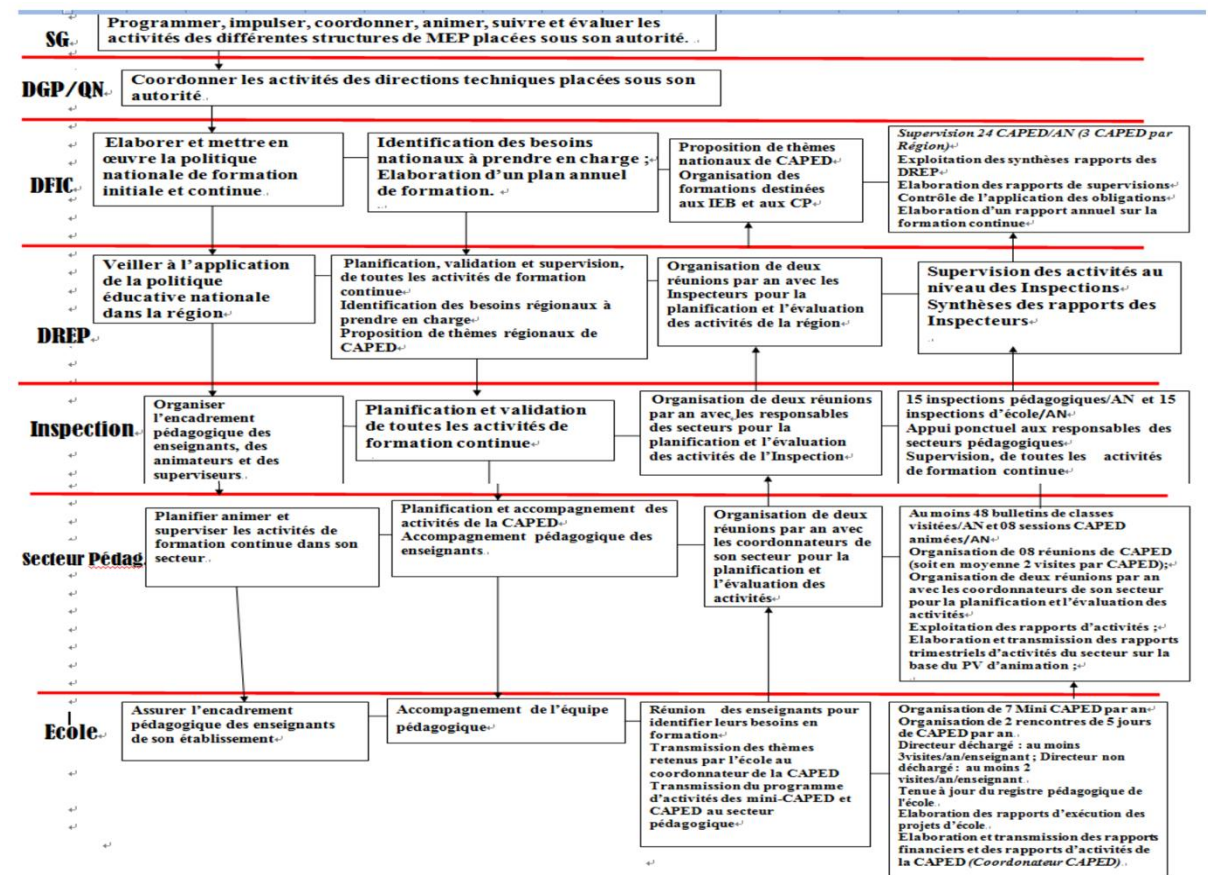 SG
Programmer, impulser, coordonner, animer, suivre et évaluer les
activités des différentes structures de MEP placées sous son autorité.
DGP/QN
Coordonner les activités des directions techniques placées sous son
autorité
DFIC
Elaborer et mettre en
œuvre la politique
nationale de formation
initiale et continue
Identification des besoins
nationaux à prendre en charge ;
Elaboration d'un plan annuel
de formation.
Proposition de thèmes
nationaux de CAPED
Organisation des
formations destinées
aux IEB et aux CP
Supervision 24 CAPED/AN (3 CAPED par
Région)
Exploitation des synthèses rapports des
DREP
Elaboration des rapports de supervisions
Contrôle de l'application des obligations
Elaboration d'un rapport annuel sur la
formation continue
DREP
Veiller à l'application
de la politique
éducative nationale
dans la région
Planification, validation et supervision,
de toutes les activités de formation
continue
Identification des besoins régionaux à
prendre en charge
Proposition de thèmes régionaux de
CAPED
Organisation de deux
réunions par an avec les
Inspecteurs pour la
planification et l'évaluation
des activités de la région
Supervision des activités au
niveau des Inspections
Synthèses des rapports des
Inspecteurs
Inspection
Organiser
l'encadrement
pédagogique des
enseignants, des
animateurs et des
superviseurs
Planification et validation
de toutes les activités de
formation continue
Organisation de deux réunions
par an avec les responsables
des secteurs pour la
planification et l'évaluation
des activités de l'Inspection
15 inspections pédagogiques/AN et 15
inspections d'école/AN
Appui ponctuel aux responsables des
secteurs pédagogiques
Supervision, de toutes les activités
de formation continue
Secteur Pédag.
Planifier animer et
superviser les activités de
formation continue dans son
secteur
Planification et accompagnement des
activités de la CAPED
Accompagnement pédagogique des
enseignants
Organisation de deux
réunions par an avec
les coordonnateurs de
son secteur pour la
planification et
l'évaluation des
activités
Au moins 48 bulletins de classes
visitées/AN et 08 sessions CAPED
animées/AN
Organisation de 08 réunions de CAPED
(soit en moyenne 2 visites par CAPED);
Organisation de deux réunions par an
avec les coordonnateurs de son secteur
pour la planification et l'évaluation des
activités
Exploitation des rapports d'activités ;
Elaboration et transmission des rapports
trimestriels d'activités du secteur sur la
base du PV d'animation ;
Ecole
Assurer l'encadrement
pédagogique des enseignants
de son établissement
Accompagnement de l'équipe
pédagogique
Réunion des enseignants pour
identifier leurs besoins en
formation
Transmission des thèmes
retenus par l'école au
coordonnateur de la CAPED
Transmission du programme
d'activités des mini-CAPED et
CAPED au secteur
pédagogique
Organisation de 7 Mini CAPED par an
Organisation de 2 rencontres de 5 jours
de CAPED par an
Directeur déchargé : au moins
3visites/an/enseignant ; Directeur non
déchargé : au moins 2
visites/an/enseignant
Tenue à jour du registre pédagogique de
l'école
Elaboration des rapports d'exécution des
projets d'école
Elaboration et transmission des rapports
financiers et des rapports d'activités de
la CAPED (Coordonateur CAPED)